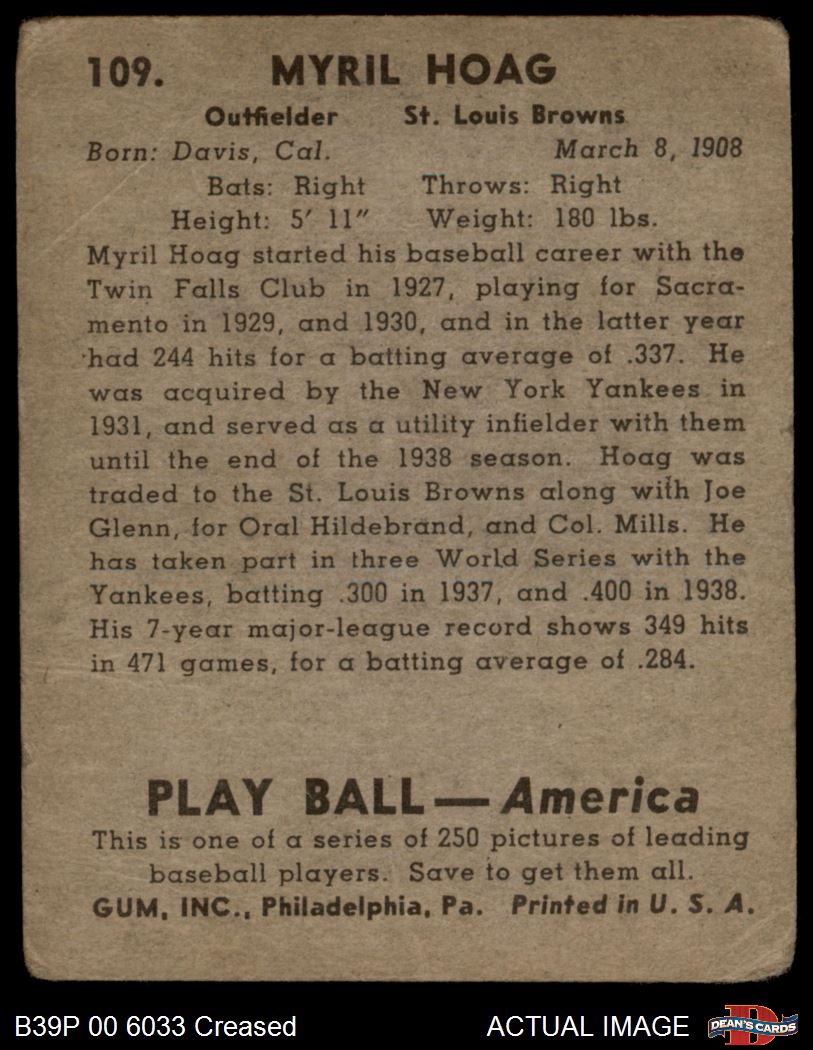 109. MYRIL HOAG
Outfielder St. Louis Browns
Born: Davis, Cal. March 8, 1908
Bats: Right Throws: Right
Height: 5′ 11″ Weight: 180 lbs.
Myril Hoag started his baseball career with the
Twin Falls Club in 1927, playing for Sacra-
mento in 1929, and 1930, and in the latter year
had 244 hits for a batting average of .337. He
was acquired by the New York Yankees in
1931, and served as a utility infielder with them
until the end of the 1938 season. Hoag was
traded to the St. Louis Browns along with Joe
Glenn, for Oral Hildebrand, and Col. Mills. He
has taken part in three World Series with the
Yankees, batting .300 in 1937, and .400 in 1938.
His 7-year major-league record shows 349 hits
in 471 games, for a batting average of .284.
PLAY BALL—America
This is one of a series of 250 pictures of leading
baseball players. Save to get them all.
GUM, INC., Philadelphia, Pa. Printed in U. S. A.
B39P 00 6033 Creased ACTUAL IMAGE D DEAN'S CARDS